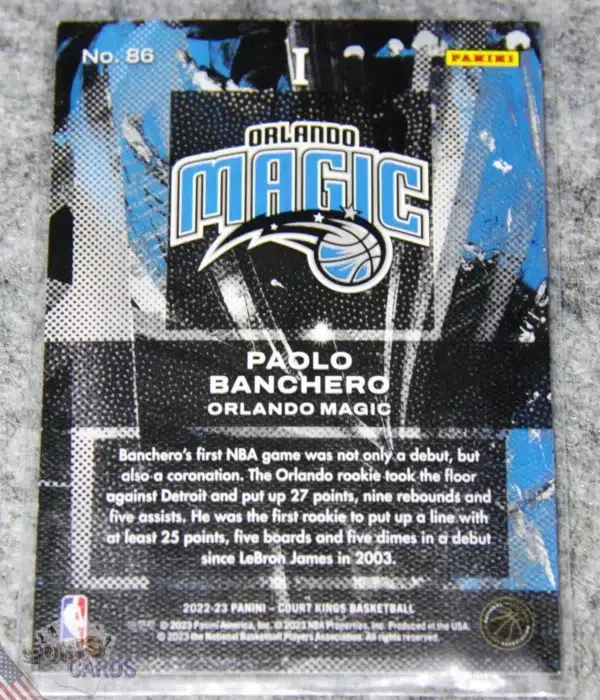 No. 86
I
PANINI
ORLANDO
MAGIC
PAOLO
BANCHERO
ORLANDO MAGIC
Banchero's first NBA game was not only a debut, but
also a coronation. The Orlando rookie took the floor
against Detroit and put up 27 points, nine rebounds and
five assists. He was the first rookie to put up a line with
at least 25 points, five boards and five dimes in a debut
since LeBron James in 2003.
2022-23 PANINI – COURT KINGS BASKETBALL
© 2023 Panini America, Inc. © 2023 NBA Properties, Inc. Produced in the USA.
© 2023 the National Basketball Players Association. All rights reserved.
CARDS